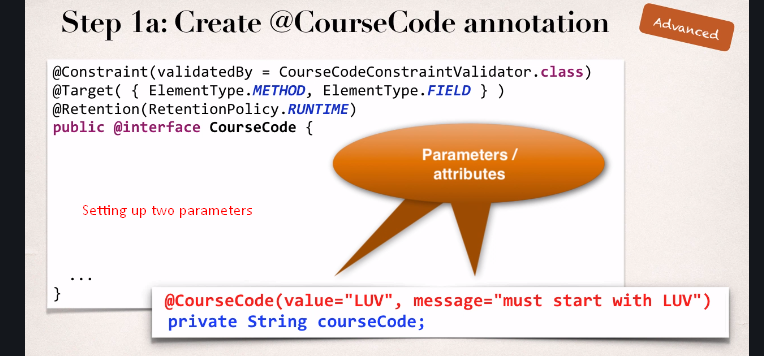 Step 1a: Create @CourseCode annotation
Advanced
@Constraint(validatedBy = CourseCodeConstraintValidator.class)
@Target( { ElementType.METHOD, ElementType.FIELD } )
@Retention(RetentionPolicy.RUNTIME)
public @interface CourseCode {
Parameters /
attributes
Setting up two parameters
...
}
@CourseCode(value="LUV", message="must start with LUV")
private String courseCode;